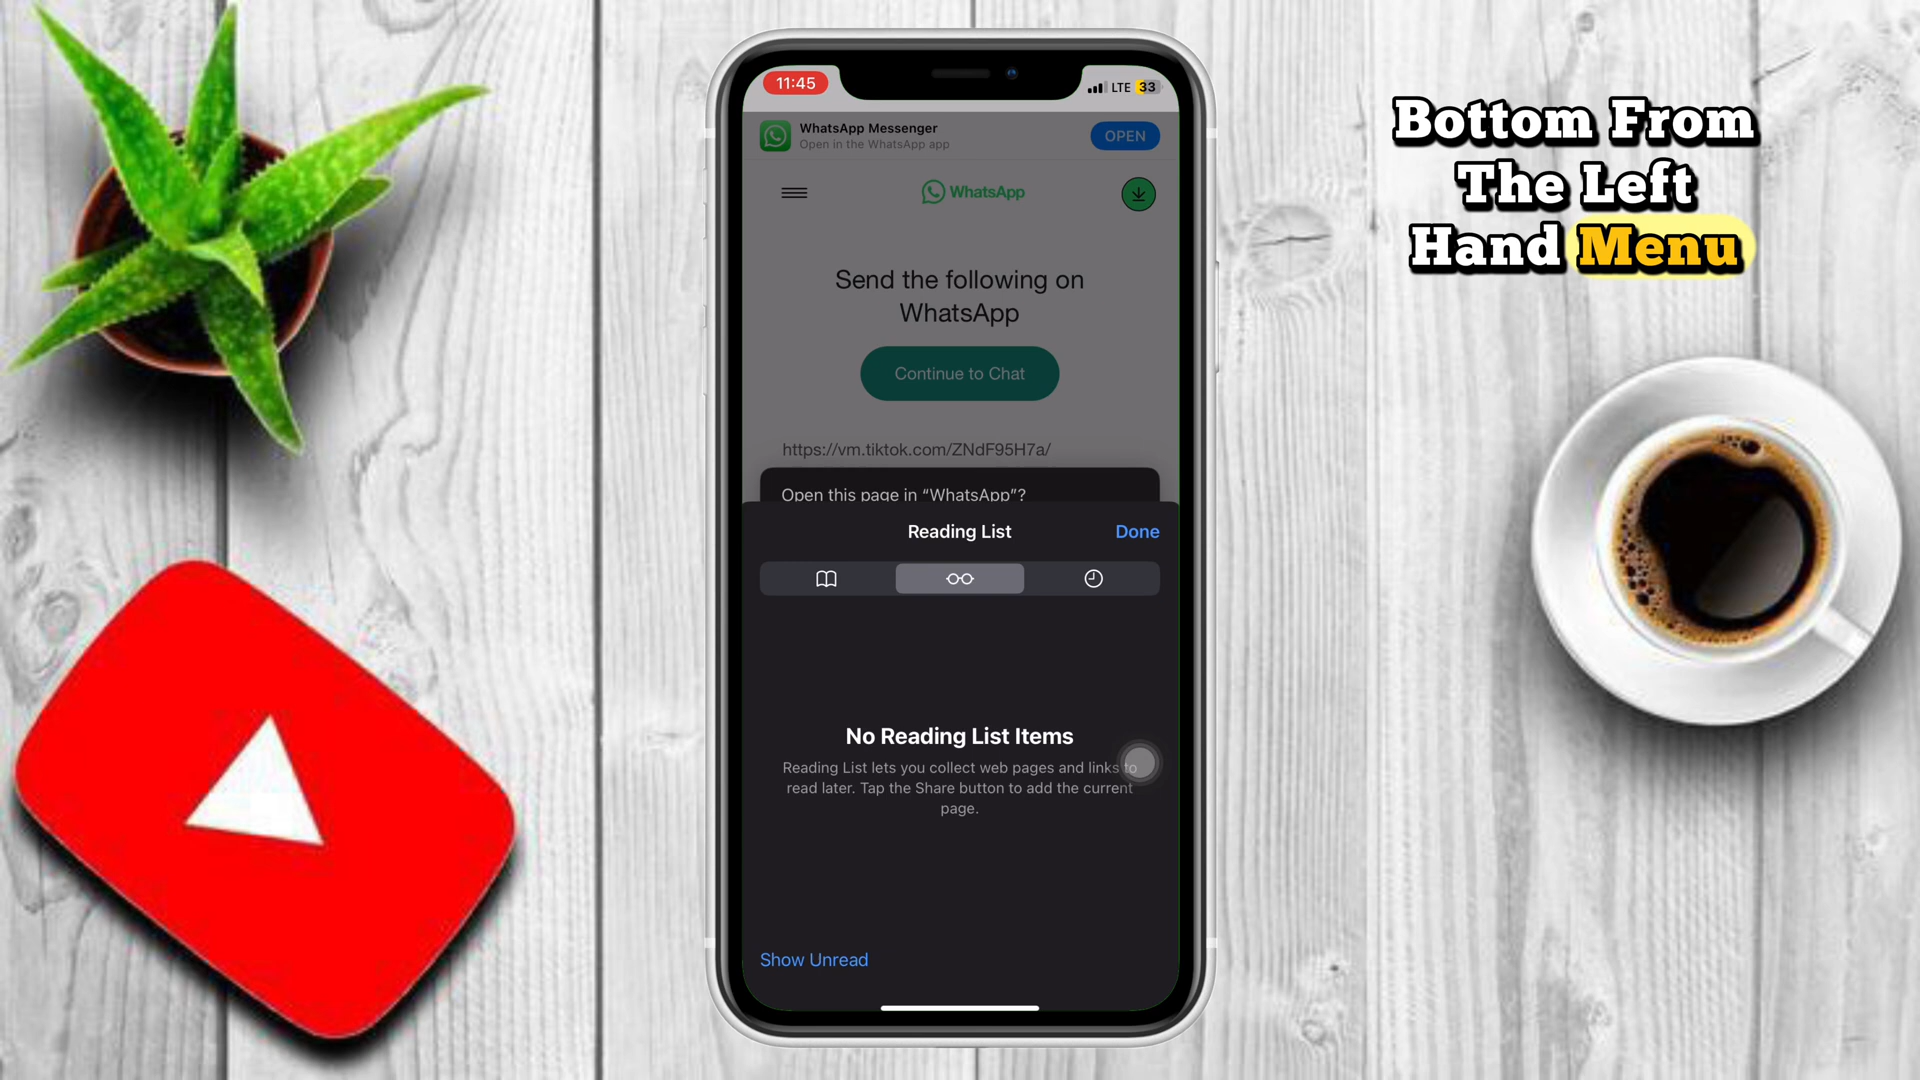 11:45
LTE 33
WhatsApp Messenger
Open in the WhatsApp app
OPEN
WhatsApp
Send the following on
WhatsApp
Continue to Chat
https://vm.tiktok.com/ZNdF95H7a/
Open this page in “WhatsApp”?
Reading List
Done
No Reading List Items
Reading List lets you collect web pages and links to
read later. Tap the Share button to add the current
page.
Show Unread
Bottom From
The Left
Hand Menu